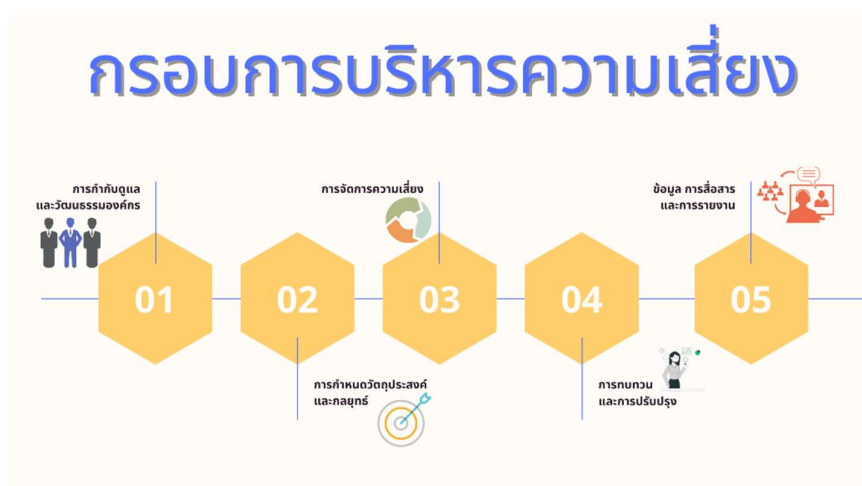 กรอบการบริหารความเสี่ยง
การกำกับดูแล
และวัฒนธรรมองค์กร
01
02
การกำหนดวัตถุประสงค์
และกลยุทธ์
การจัดการความเสี่ยง
03
04
การทบทวน
และการปรับปรุง
ข้อมูล การสื่อสาร
และการรายงาน
05